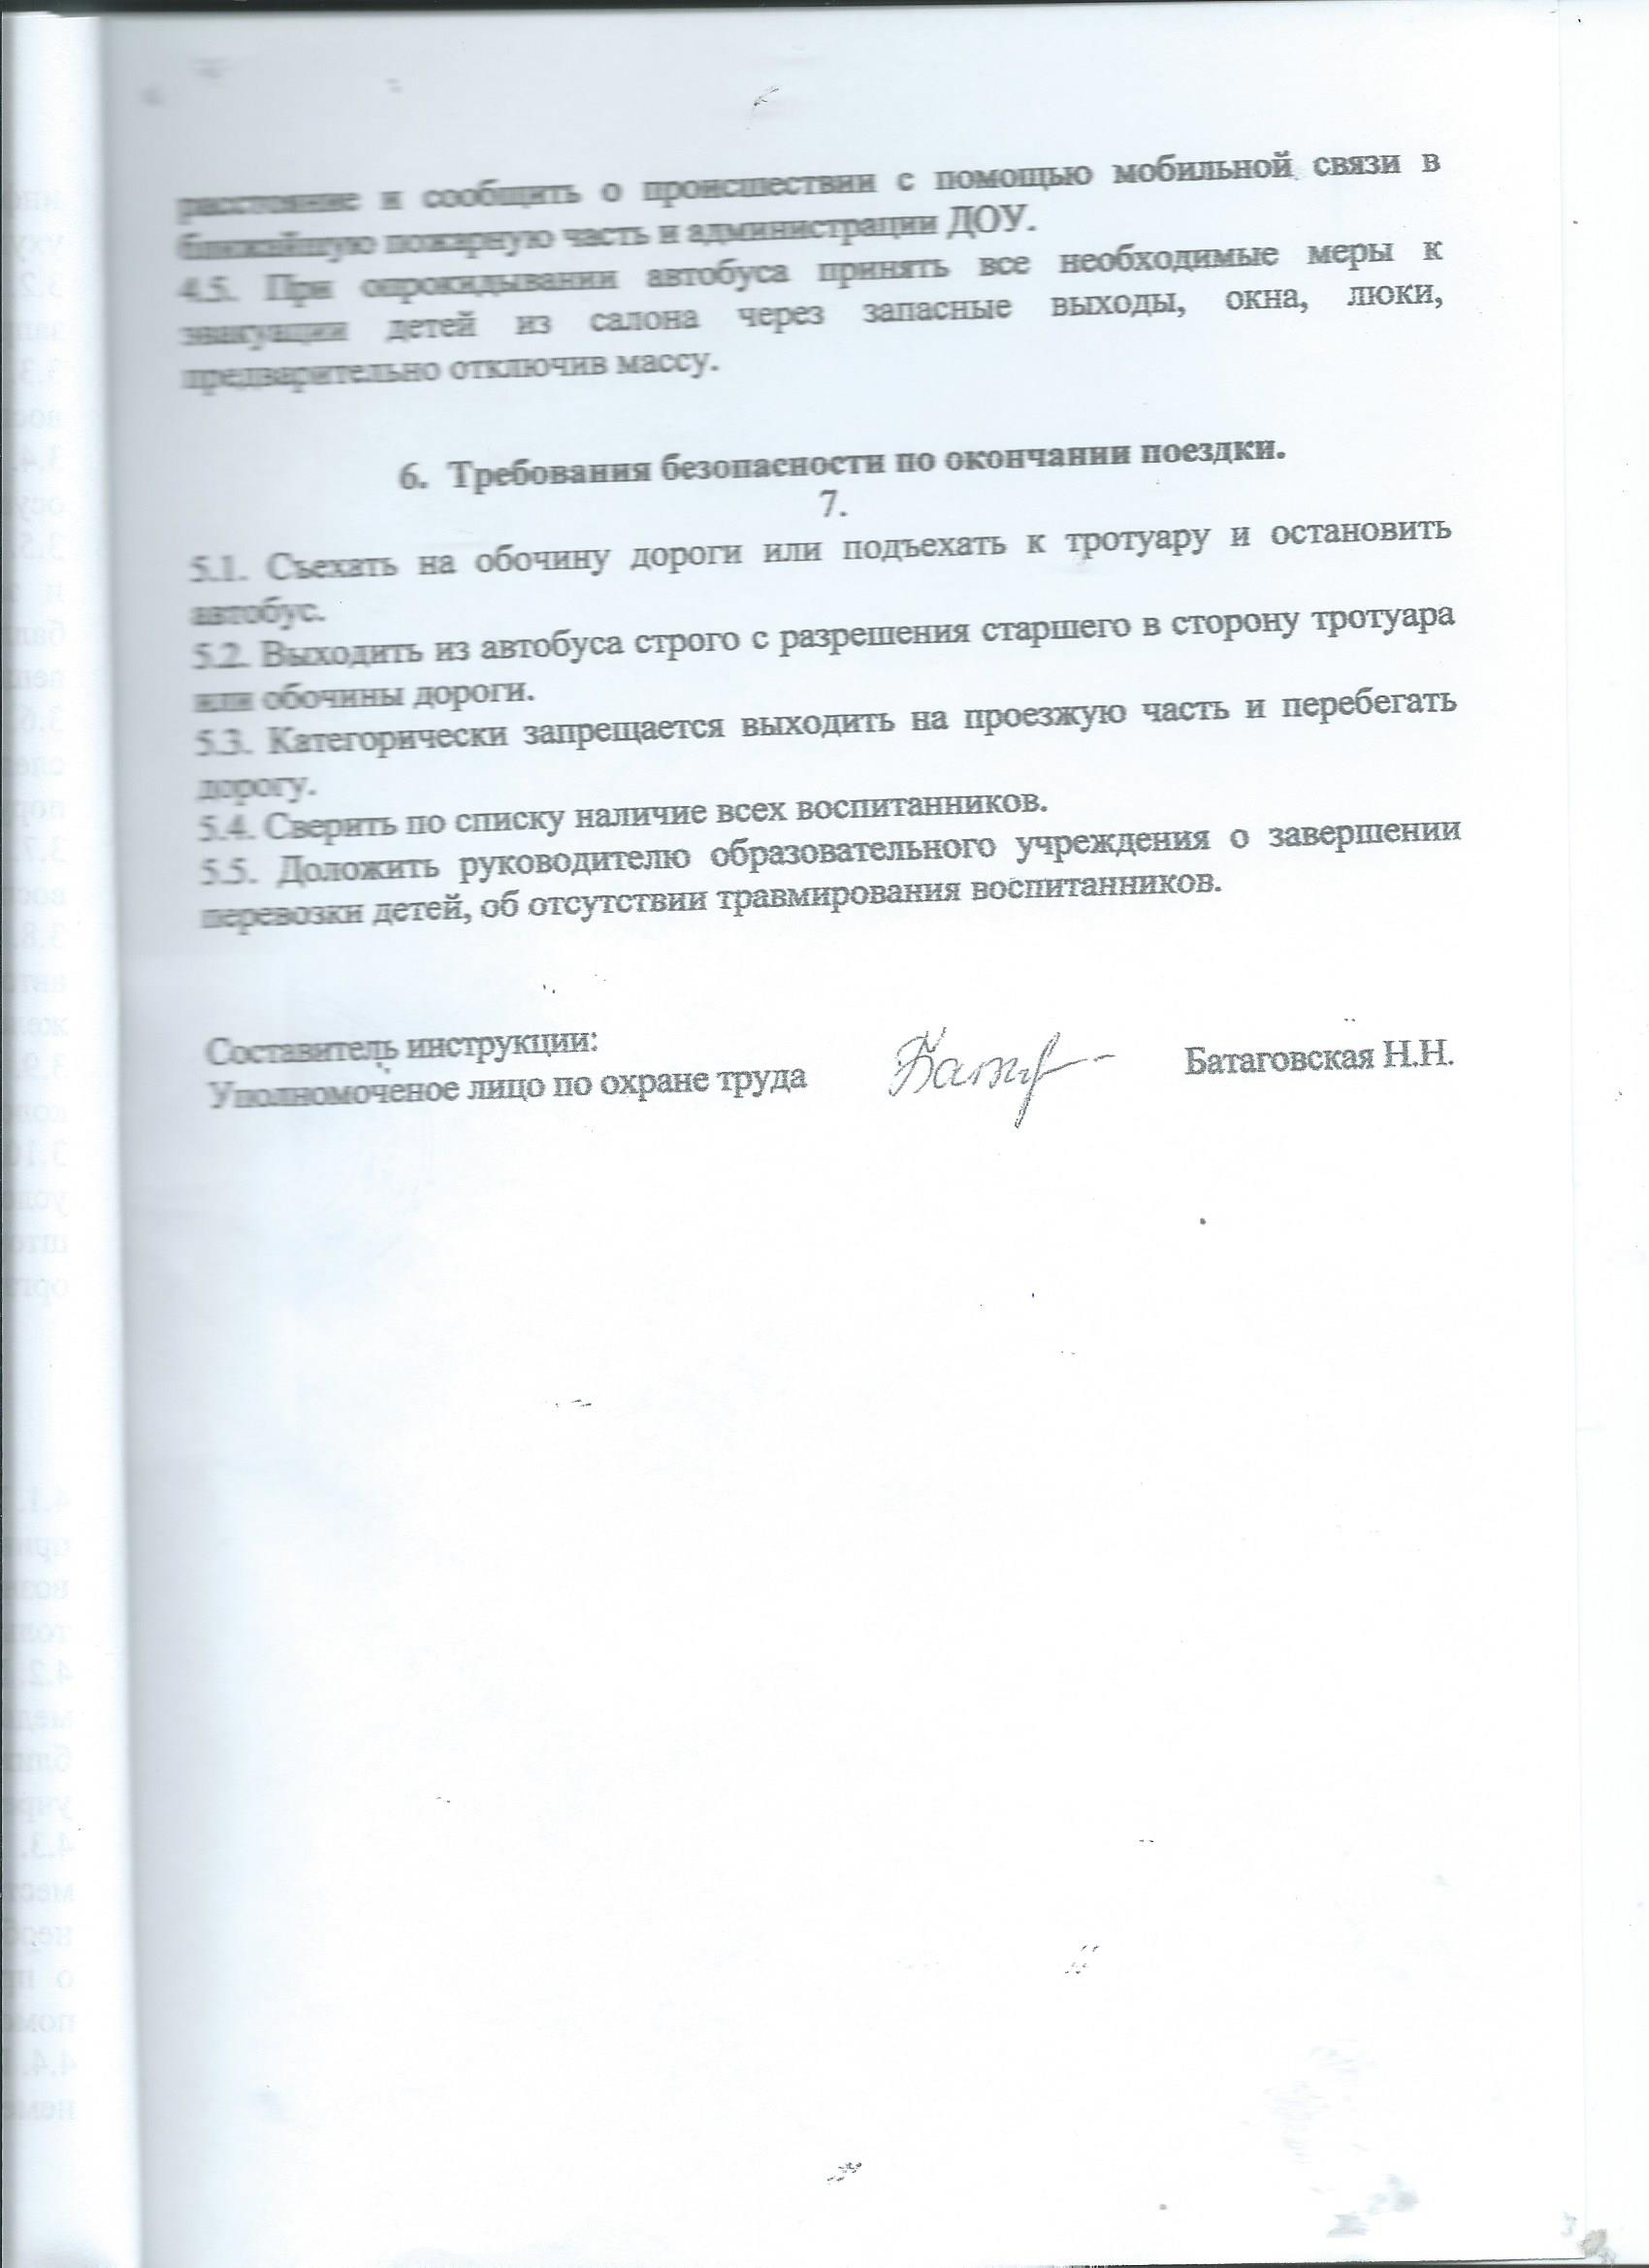 расстояние и сообщить о происшествии с помощью мобильной связи в
ближайшую пожарную часть и администрации ДОУ.
4.5. При опрокидывании автобуса принять все необходимые меры к
эвакуации детей из салона через запасные выходы, окна, люки,
предварительно отключив массу.
6. Требования безопасности по окончании поездки.
7.
5.1. Съехать на обочину дороги или подъехать к тротуару и остановить
автобус.
5.2. Выходить из автобуса строго с разрешения старшего в сторону тротуара
или обочины дороги.
5.3. Категорически запрещается выходить на проезжую часть и перебегать
дорогу.
5.4. Сверить по списку наличие всех воспитанников.
5.5. Доложить руководителю образовательного учреждения о завершении
перевозки детей, об отсутствии травмирования воспитанников.
Составитель инструкции:
Уполномоченое лицо по охране труда Батаговская Н.Н.